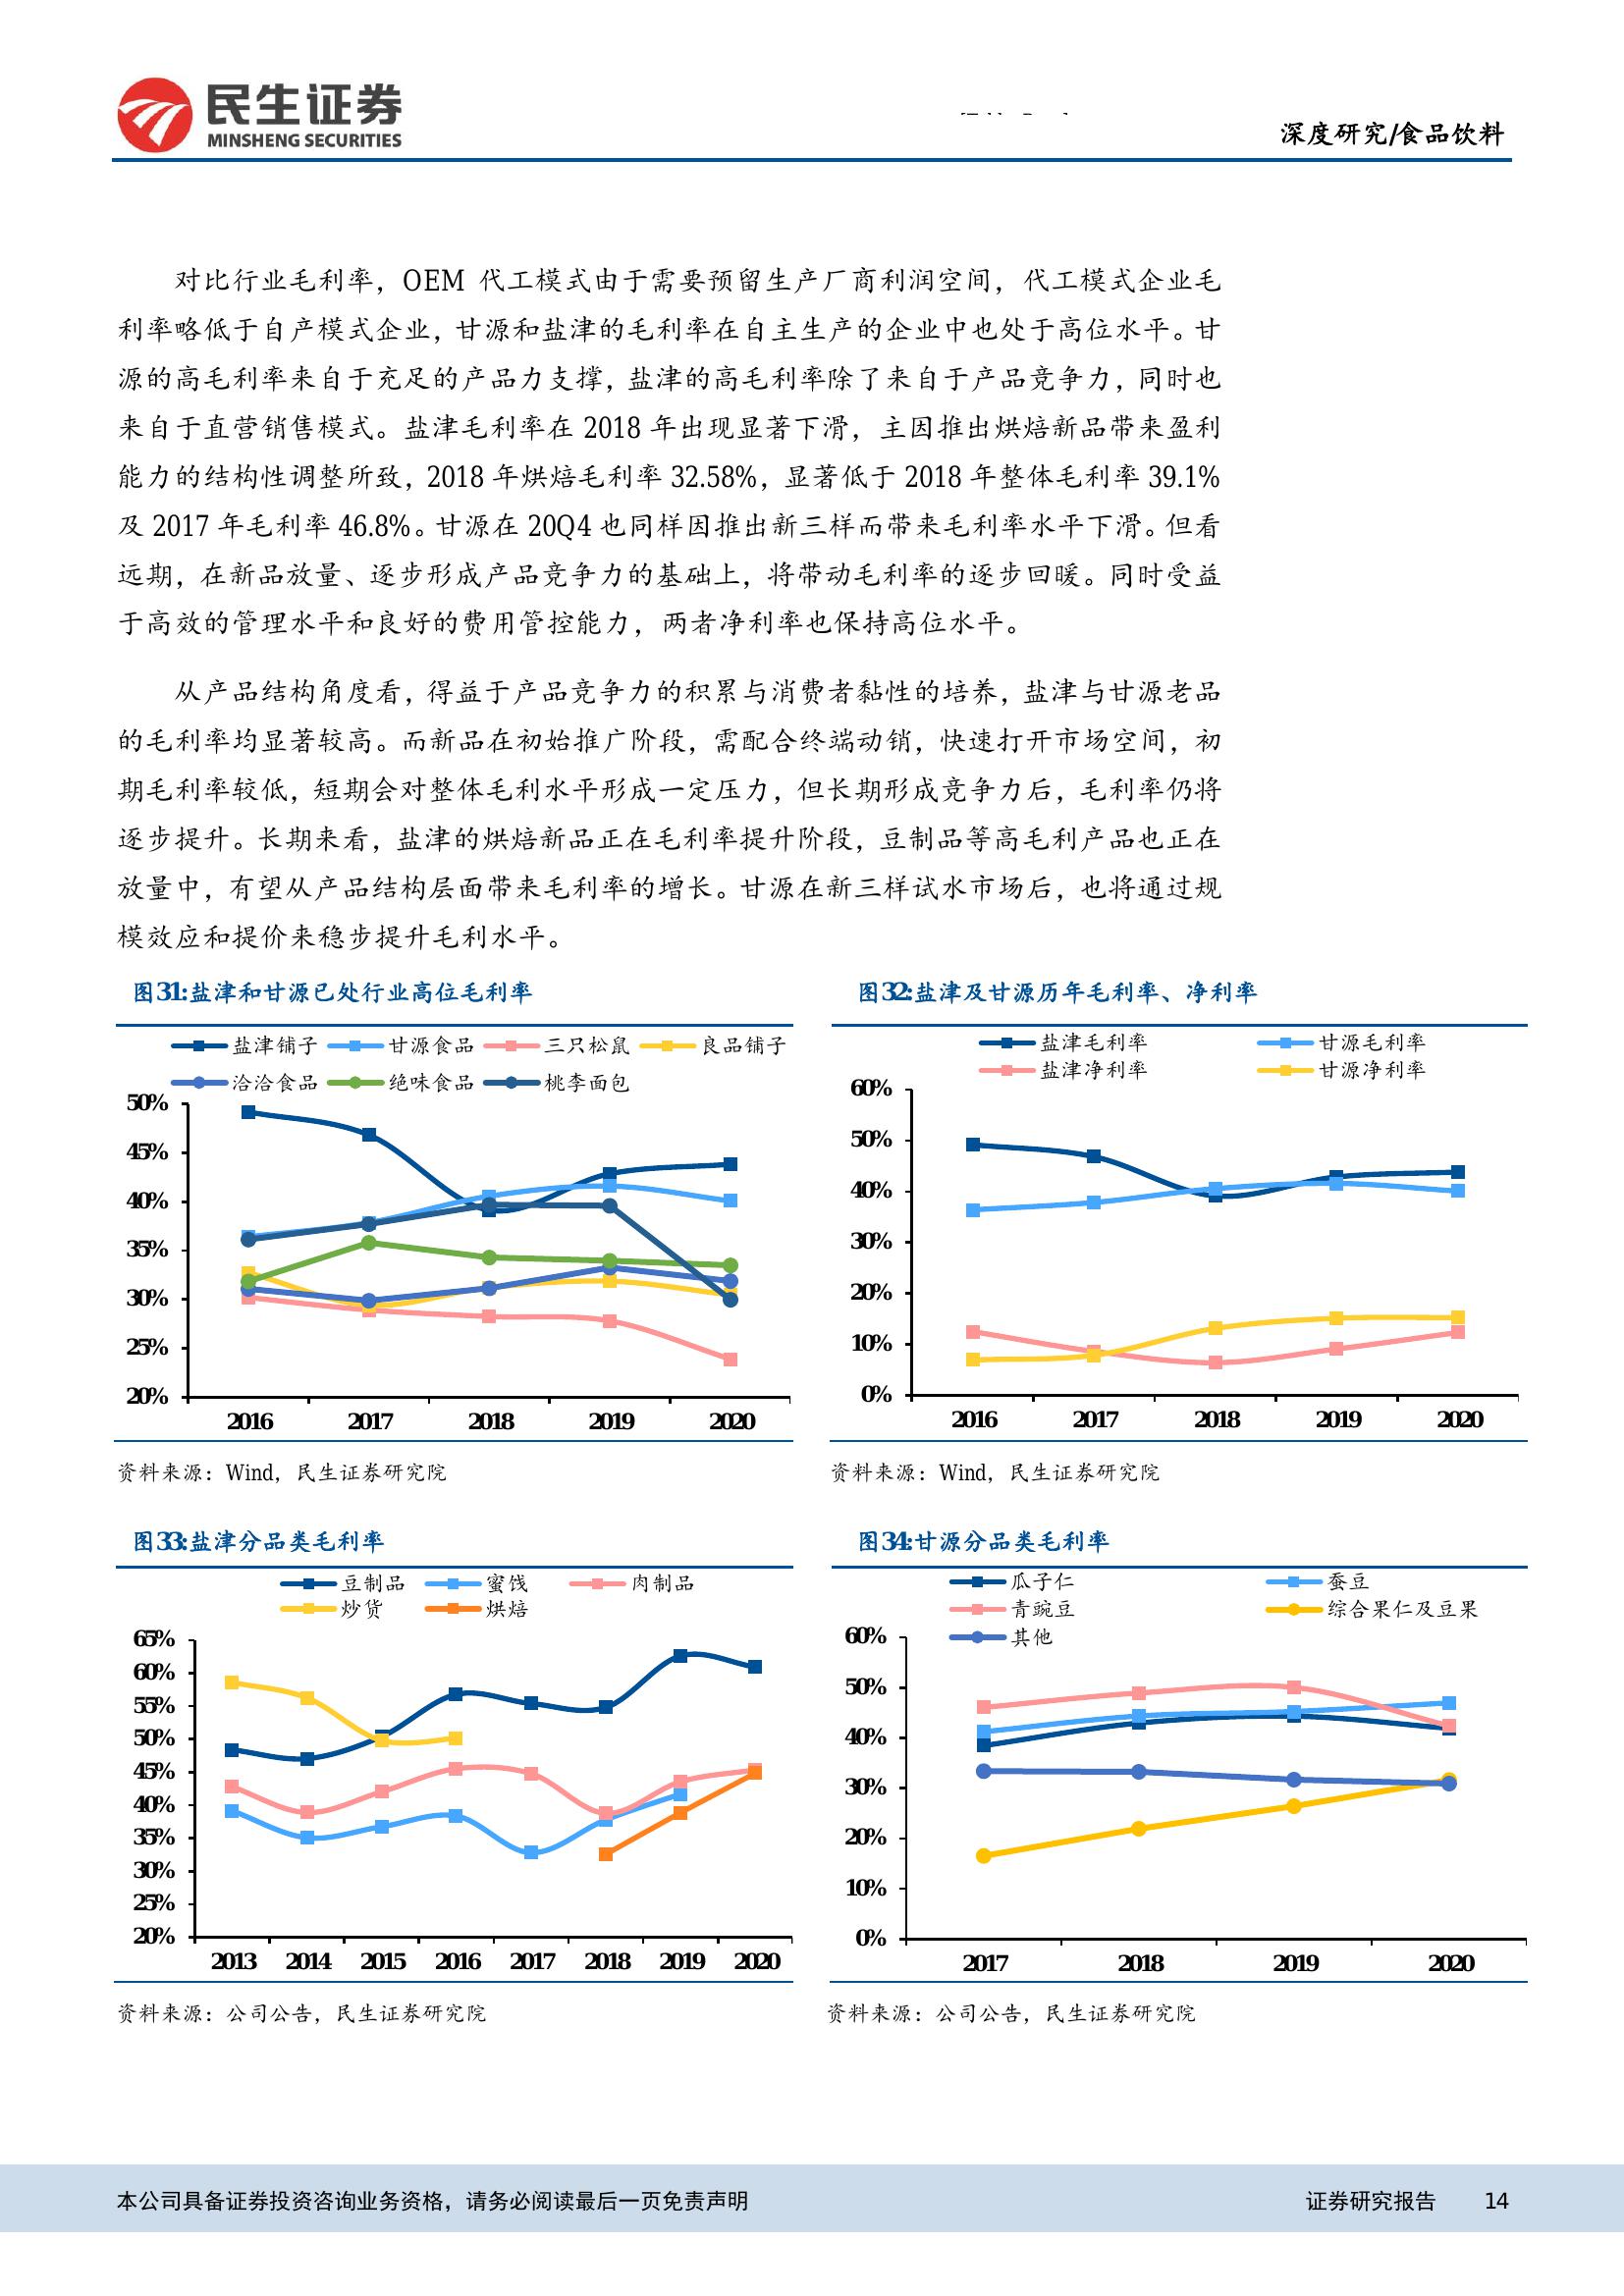 民生证券
MINSHENG SECURITIES
深度研究/食品饮料
对比行业毛利率，OEM 代工模式由于需要预留生产厂商利润空间，代工模式企业毛
利率略低于自产模式企业，甘源和盐津的毛利率在自主生产的企业中也处于高位水平。甘
源的高毛利率来自于充足的产品力支撑，盐津的高毛利率除了来自于产品竞争力，同时也
来自于直营销售模式。盐津毛利率在 2018 年出现显著下滑，主因推出烘焙新品带来盈利
能力的结构性调整所致，2018 年烘焙毛利率 32.58%，显著低于 2018 年整体毛利率 39.1%
及 2017 年毛利率 46.8%。甘源在 20Q4 也同样因推出新三样而带来毛利率水平下滑。但看
远期，在新品放量、逐步形成产品竞争力的基础上，将带动毛利率的逐步回暖。同时受益
于高效的管理水平和良好的费用管控能力，两者净利率也保持高位水平。
从产品结构角度看，得益于产品竞争力的积累与消费者黏性的培养，盐津与甘源老品
的毛利率均显著较高。而新品在初始推广阶段，需配合终端动销，快速打开市场空间，初
期毛利率较低，短期会对整体毛利水平形成一定压力，但长期形成竞争力后，毛利率仍将
逐步提升。长期来看，盐津的烘焙新品正在毛利率提升阶段，豆制品等高毛利产品也正在
放量中，有望从产品结构层面带来毛利率的增长。甘源在新三样试水市场后，也将通过规
模效应和提价来稳步提升毛利水平。
图31:盐津和甘源已处行业高位毛利率
盐津铺子 甘源食品 三只松鼠 良品铺子
洽洽食品 绝味食品 桃李面包
50%
45%
40%
35%
30%
25%
20%
2016 2017 2018 2019 2020
资料来源：Wind，民生证券研究院
图32:盐津及甘源历年毛利率、净利率
盐津毛利率 甘源毛利率
盐津净利率 甘源净利率
60%
50%
40%
30%
20%
10%
0%
2016 2017 2018 2019 2020
资料来源：Wind，民生证券研究院
图33:盐津分品类毛利率
豆制品 蜜饯 肉制品
炒货 烘焙
65%
60%
55%
50%
45%
40%
35%
30%
25%
20%
2013 2014 2015 2016 2017 2018 2019 2020
资料来源：公司公告，民生证券研究院
图34:甘源分品类毛利率
瓜子仁 蚕豆
青豌豆 综合果仁及豆果
其他
60%
50%
40%
30%
20%
10%
0%
2017 2018 2019 2020
资料来源：公司公告，民生证券研究院
本公司具备证券投资咨询业务资格，请务必阅读最后一页免责声明 证券研究报告 14